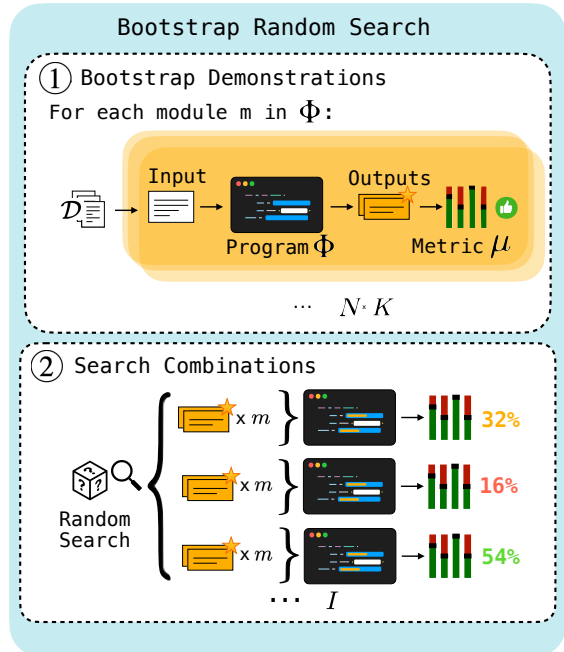 Bootstrap Random Search
① Bootstrap Demonstrations
For each module m in Φ:
Input
Outputs
𝒟
Program Φ
Metric μ
... N · K
② Search Combinations
x m
32%
? ? ?
x m
16%
Random
Search
x m
54%
.... I